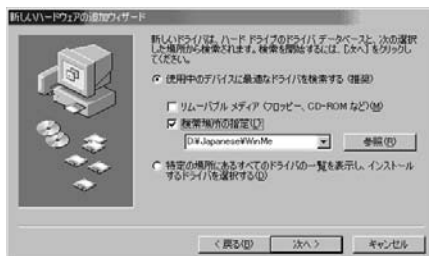 新しいハードウェアの追加ウィザード
新しいドライバは、ハード ドライブのドライバ データベースと、次の選択
した場所から検索されます。検索を開始するには、[次へ] をクリックし
てください。
使用中のデバイスに最適なドライバを検索する (推奨)
リムーバブル メディア (フロッピー、CD-ROM など)(M)
検索場所の指定(L)
D:¥Japanese¥WinMe
参照(R)
特定の場所にあるすべてのドライバの一覧を表示し、インストール
するドライバを選択する(D)
< 戻る(B)
次へ >
キャンセル